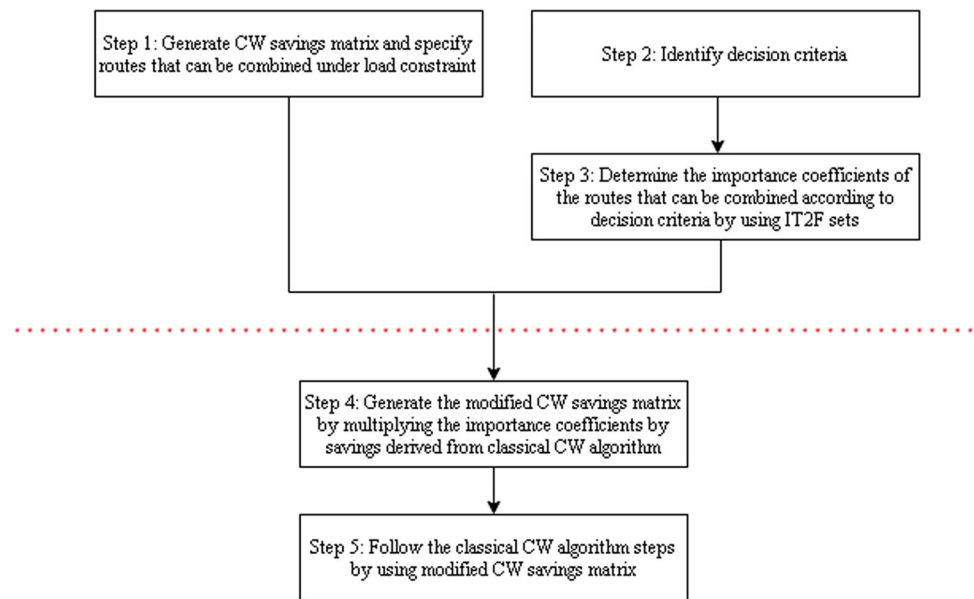 Step 1: Generate CW savings matrix and specify
routes that can be combined under load constraint
Step 2: Identify decision criteria
Step 3: Determine the importance coefficients of
the routes that can be combined according to
decision criteria by using IT2F sets
Step 4: Generate the modified CW savings matrix
by multiplying the importance coefficients by
savings derived from classical CW algorithm
Step 5: Follow the classical CW algorithm steps
by using modified CW savings matrix